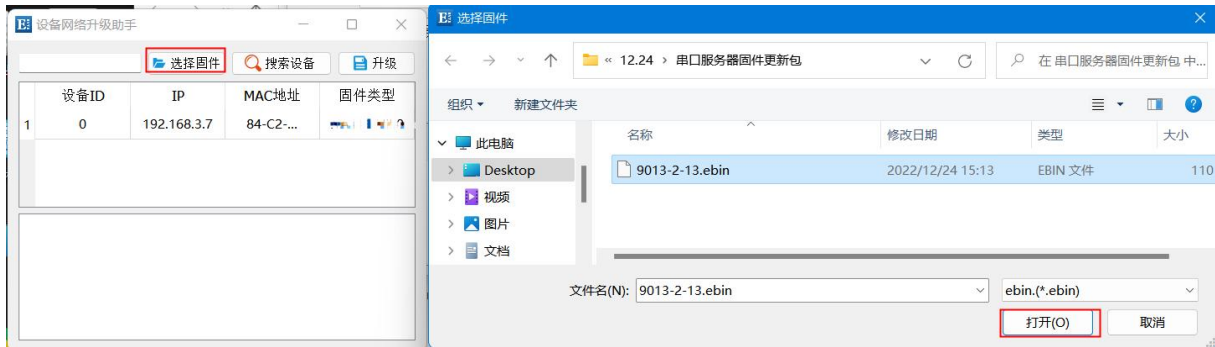 设备网络升级助手
选择固件 搜索设备 升级
设备ID IP MAC地址 固件类型
1 0 192.168.3.7 84-C2-...
选择固件
« 12.24 › 串口服务器固件更新包
在 串口服务器固件更新包 中...
组织 新建文件夹
此电脑
Desktop
视频
图片
文档
名称 修改日期 类型 大小
9013-2-13.ebin 2022/12/24 15:13 EBIN 文件 110
文件名(N): 9013-2-13.ebin ebin.(*.ebin)
打开(O) 取消